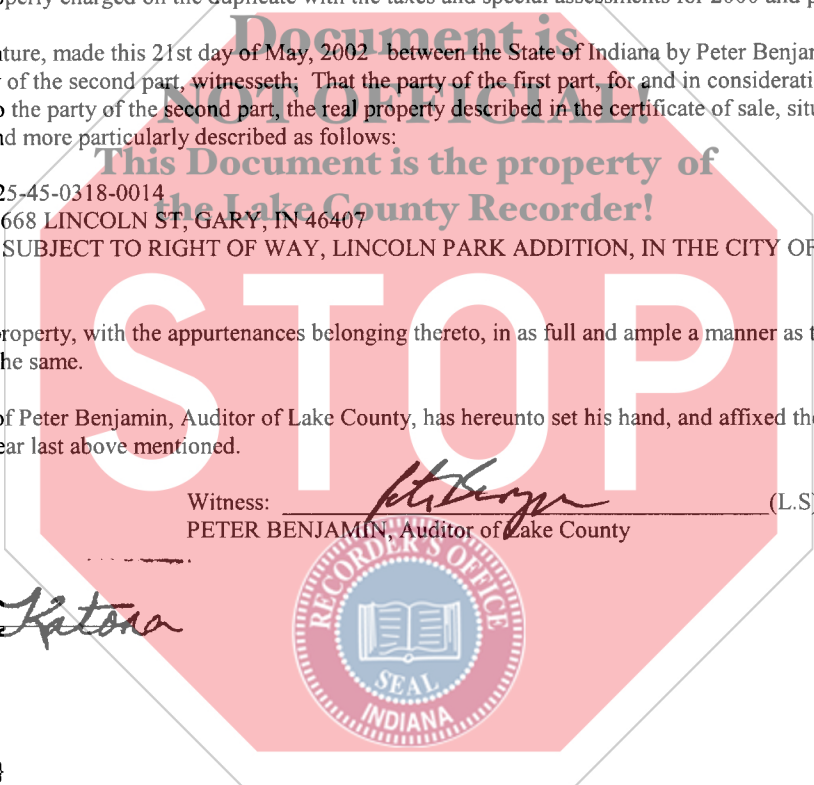 operly charged on the duplicate with the taxes and special assessments for 2000 and p
Document is
nture, made this 21st day of May, 2002 between the State of Indiana by Peter Benjam
y of the second part, witnesseth; That the party of the first part, for and in considerati
NOT OFFICIAL!
o the party of the second part, the real property described in the certificate of sale, situ
nd more particularly described as follows:
This Document is the property of
25-45-0318-0014
the Lake County Recorder!
668 LINCOLN ST, GARY, IN 46407
SUBJECT TO RIGHT OF WAY, LINCOLN PARK ADDITION, IN THE CITY OF
STOP
property, with the appurtenances belonging thereto, in as full and ample a manner as t
he same.
of Peter Benjamin, Auditor of Lake County, has hereunto set his hand, and affixed the
ear last above mentioned.
Witness: (L.S)
PETER BENJAMIN, Auditor of Lake County
RECORDER'S OFFICE
Katona
SEAL
INDIANA